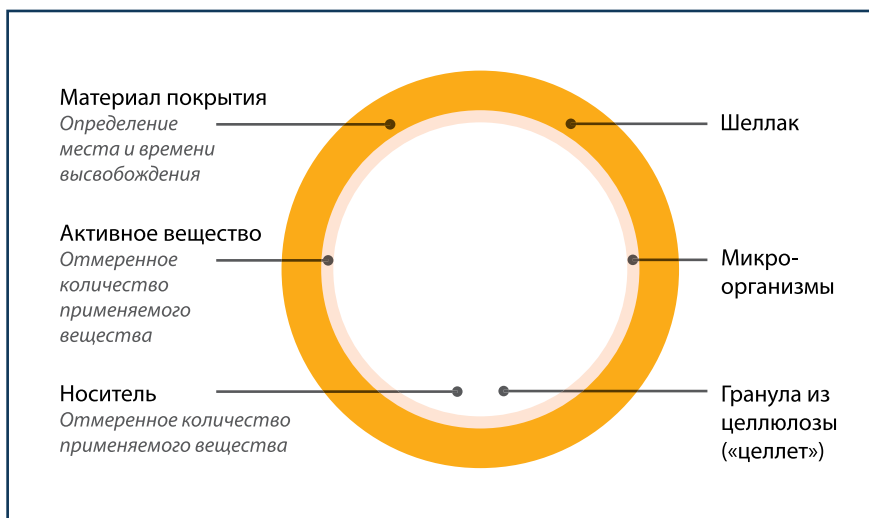 Материал покрытия
Определение
места и времени
высвобождения
Шеллак
Активное вещество
Отмеренное
количество
применяемого
вещества
Микро-
организмы
Носитель
Отмеренное количество
применяемого вещества
Гранула из
целлюлозы
(«целлет»)